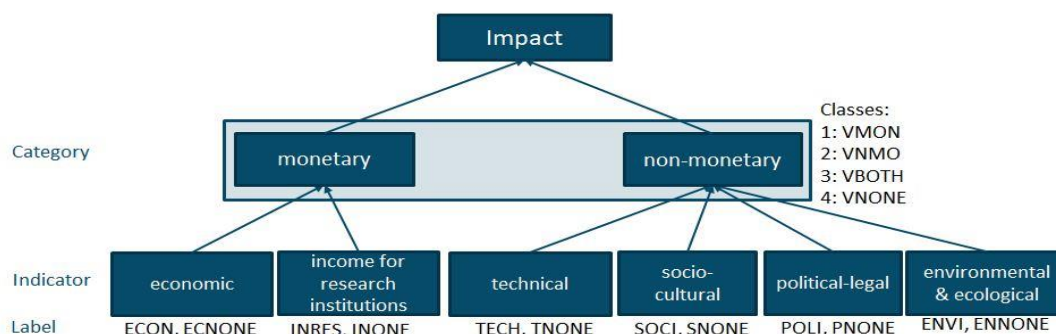 Impact
Classes:
1: VMON
2: VNMO
3: VBOTH
4: VNONE
Category
monetary
non-monetary
Indicator
economic
income for
research
institutions
technical
socio-
cultural
political-legal
environmental
& ecological
Label
ECON, ECNONE
INRES, INONE
TECH, TNONE
SOCI, SNONE
POLI, PNONE
ENVI, ENNONE